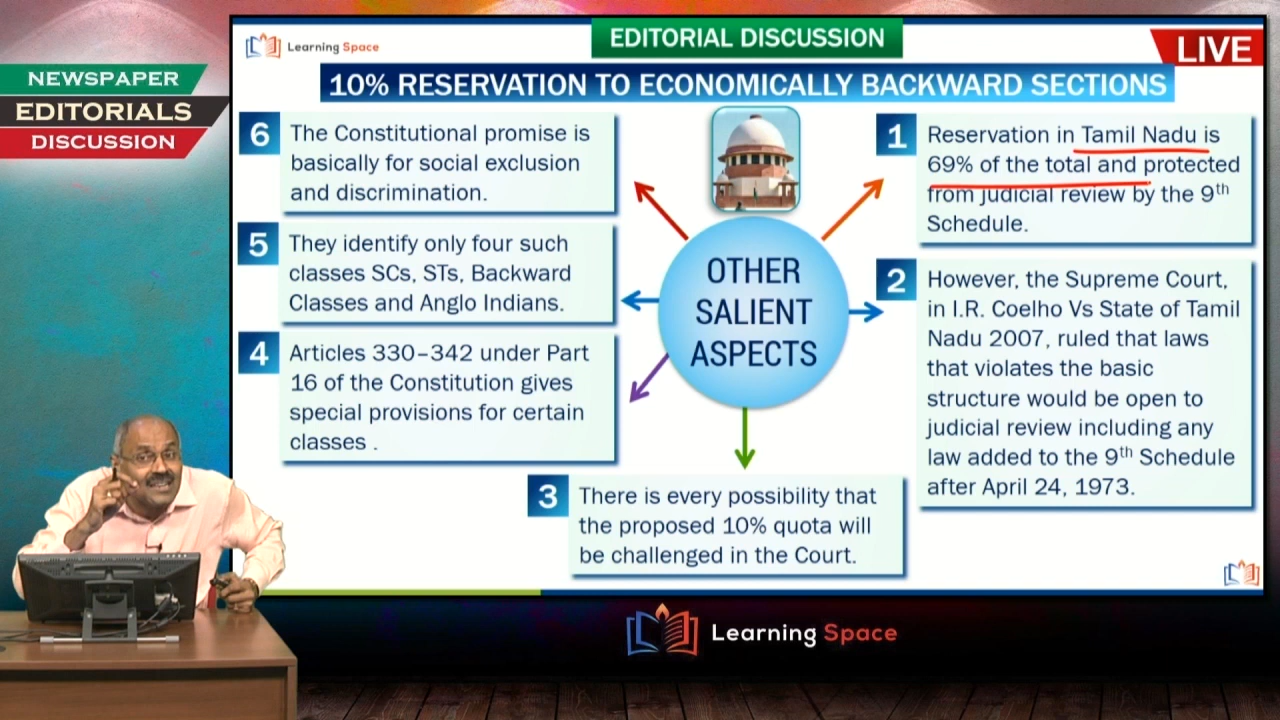 NEWSPAPER
EDITORIALS
DISCUSSION
Learning Space
EDITORIAL DISCUSSION
LIVE
10% RESERVATION TO ECONOMICALLY BACKWARD SECTIONS
OTHER
SALIENT
ASPECTS
1
Reservation in Tamil Nadu is
69% of the total and protected
from judicial review by the 9th
Schedule.
2
However, the Supreme Court,
in I.R. Coelho Vs State of Tamil
Nadu 2007, ruled that laws
that violates the basic
structure would be open to
judicial review including any
law added to the 9th Schedule
after April 24, 1973.
3
There is every possibility that
the proposed 10% quota will
be challenged in the Court.
4
Articles 330–342 under Part
16 of the Constitution gives
special provisions for certain
classes .
5
They identify only four such
classes SCs, STs, Backward
Classes and Anglo Indians.
6
The Constitutional promise is
basically for social exclusion
and discrimination.
Learning Space